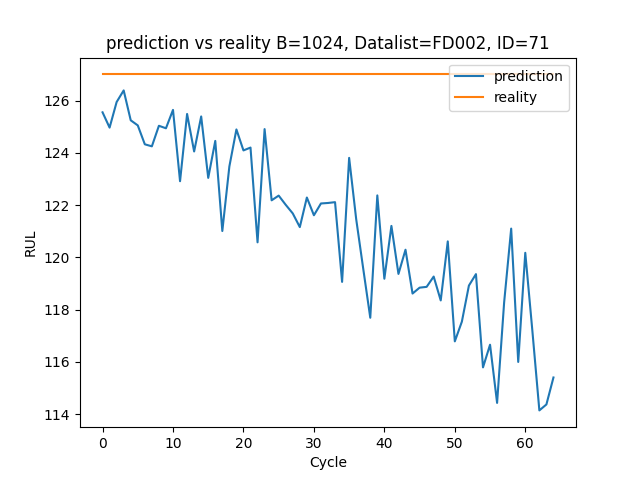 prediction vs reality B=1024, Datalist=FD002, ID=71
prediction
reality
RUL
126
124
122
120
118
116
114
0 10 20 30 40 50 60
Cycle